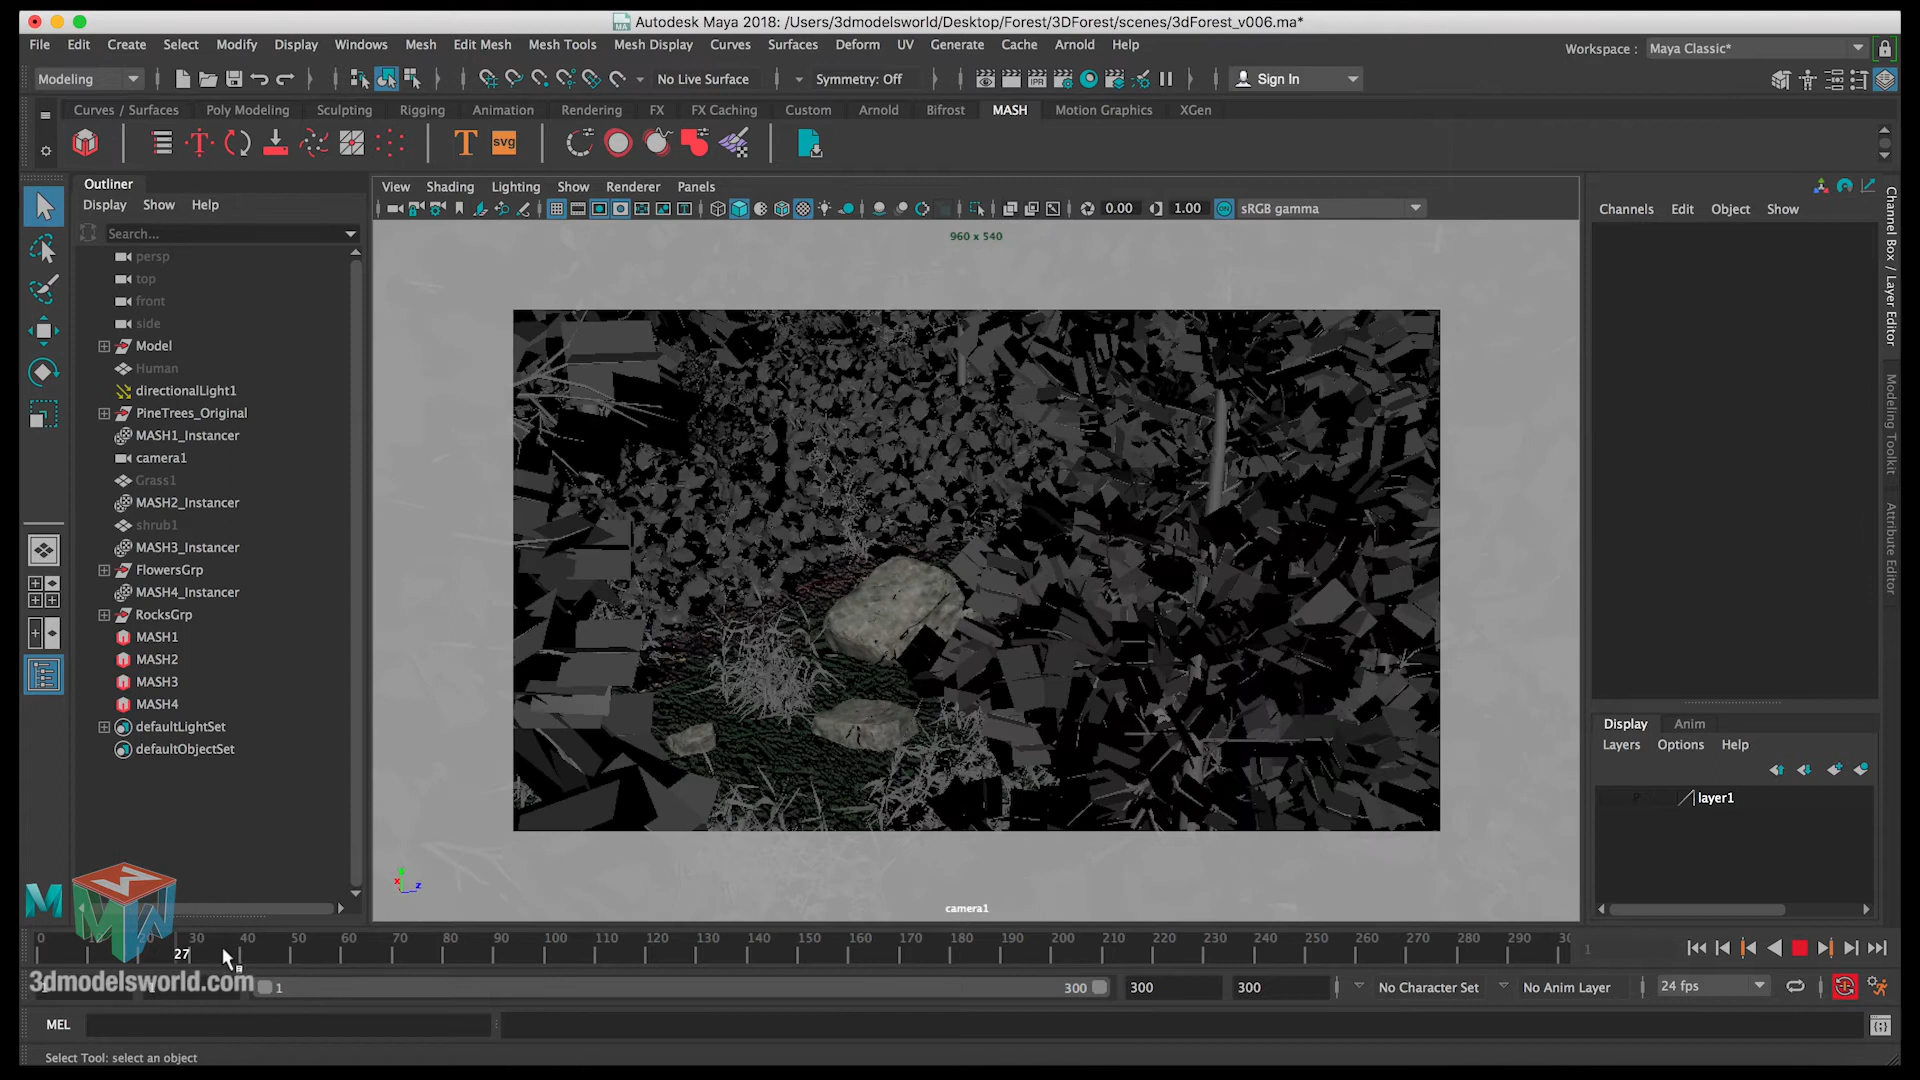 Autodesk Maya 2018: /Users/3dmodelsworld/Desktop/Forest/3DForest/scenes/3dForest_v006.ma*
File Edit Create Select Modify Display Windows Mesh Edit Mesh Mesh Tools Mesh Display Curves Surfaces Deform UV Generate Cache Arnold Help
Workspace : Maya Classic*
Modeling No Live Surface Symmetry: Off Sign In
Curves / Surfaces Poly Modeling Sculpting Rigging Animation Rendering FX FX Caching Custom Arnold Bifrost MASH Motion Graphics XGen
T svg
Outliner
Display Show Help
Search...
persp
top
front
side
Model
Human
directionalLight1
PineTrees_Original
MASH1_Instancer
camera1
Grass1
MASH2_Instancer
shrub1
MASH3_Instancer
FlowersGrp
MASH4_Instancer
RocksGrp
MASH1
MASH2
MASH3
MASH4
defaultLightSet
defaultObjectSet
View Shading Lighting Show Renderer Panels
0.00 1.00 sRGB gamma
960 x 540
camera1
Channels Edit Object Show
Channel Box / Layer Editor
Modeling Toolkit
Attribute Editor
Display Anim
Layers Options Help
layer1
0 30 40 50 60 70 80 90 100 110 120 130 140 150 160 170 180 190 200 210 220 230 240 250 260 270 280 290
27
1
3dmodelsworld.com
1 300 300 300 No Character Set No Anim Layer 24 fps
MEL
Select Tool: select an object